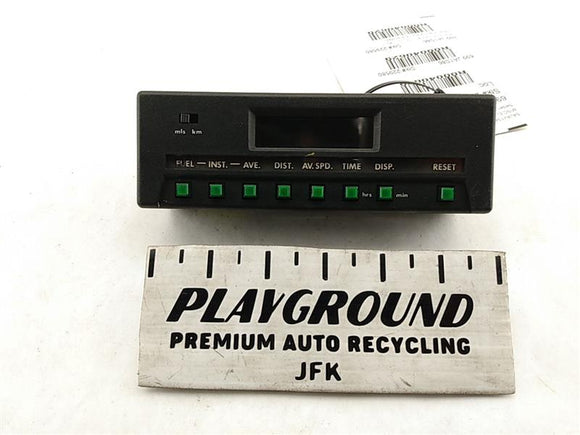 mls km
FUEL — INST. — AVE. DIST. AV. SPD. TIME DISP. RESET
hrs min
PLAYGROUND
PREMIUM AUTO RECYCLING
JFK